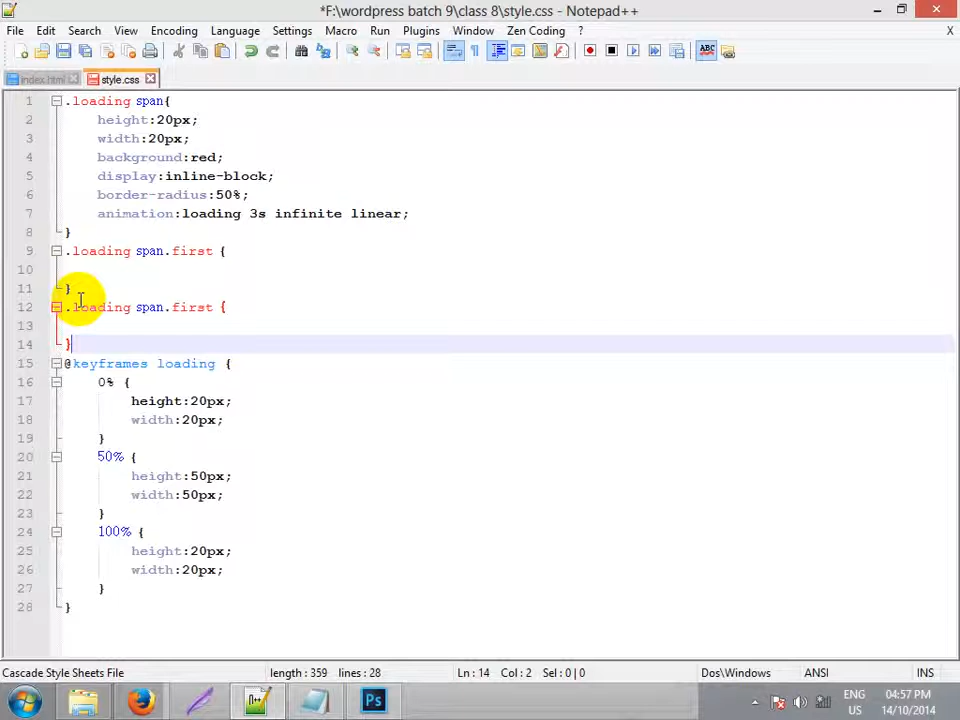 *F:\wordpress batch 9\class 8\style.css - Notepad++
File Edit Search View Encoding Language Settings Macro Run Plugins Window Zen Coding ? X
index.html style.css
1 .loading span{
2 height:20px;
3 width:20px;
4 background:red;
5 display:inline-block;
6 border-radius:50%;
7 animation:loading 3s infinite linear;
8 }
9 .loading span.first {
10
11 }
12 .loading span.first {
13
14 }
15 @keyframes loading {
16 0% {
17 height:20px;
18 width:20px;
19 }
20 50% {
21 height:50px;
22 width:50px;
23 }
24 100% {
25 height:20px;
26 width:20px;
27 }
28 }
Cascade Style Sheets File length : 359 lines : 28 Ln : 14 Col : 2 Sel : 0 | 0 Dos\Windows ANSI INS
ENG 04:57 PM
US 14/10/2014